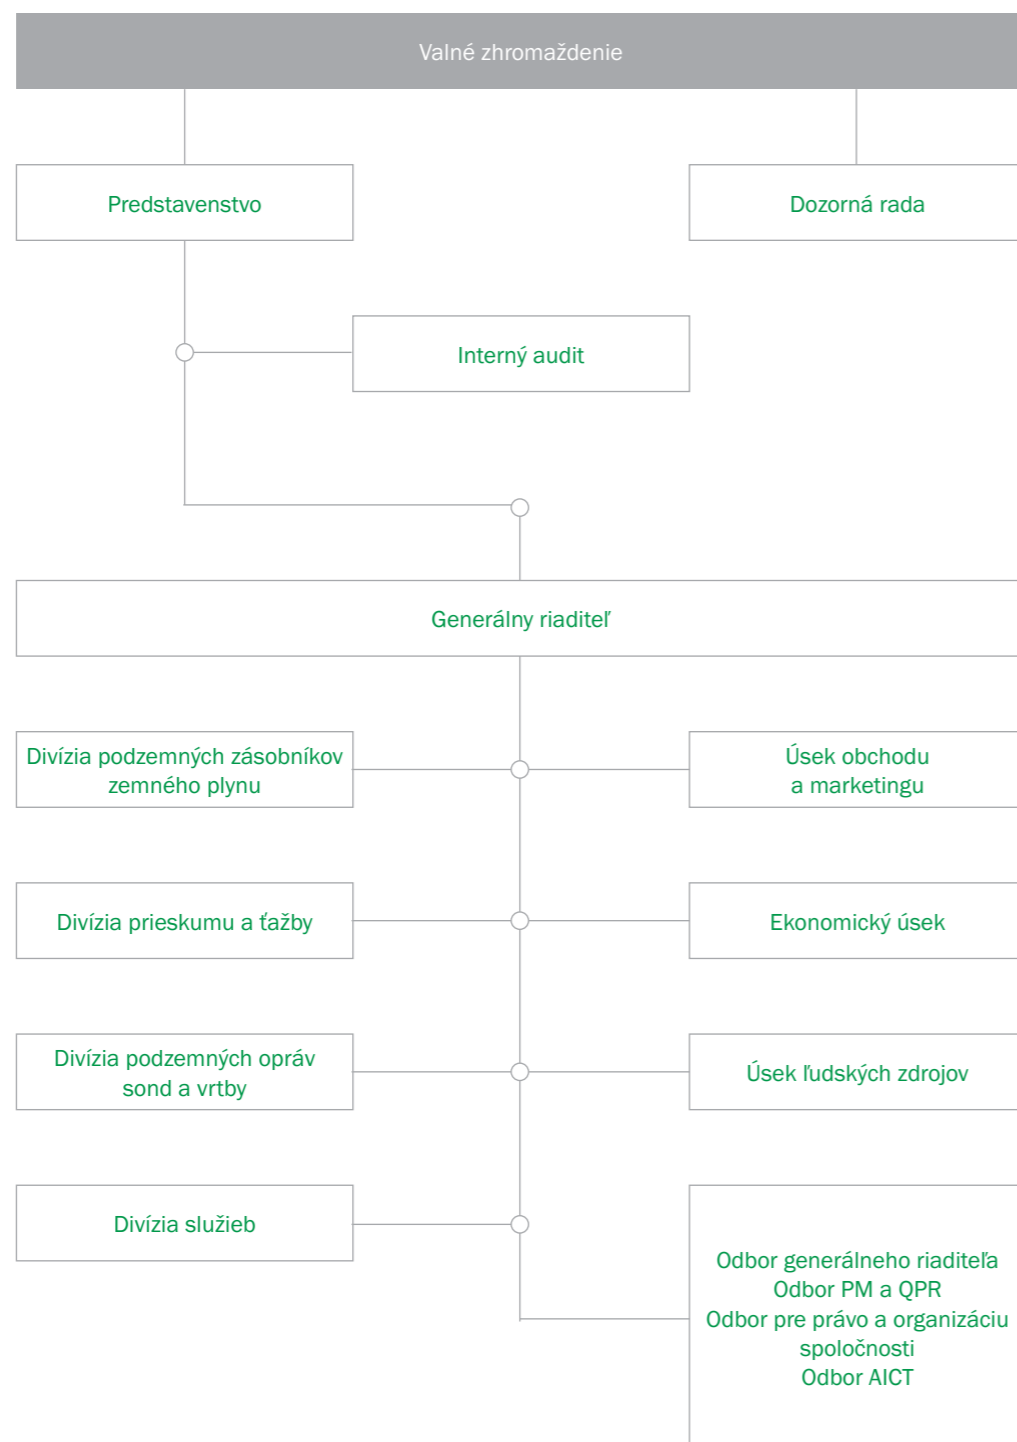 Valné zhromaždenie
Predstavenstvo
Dozorná rada
Interný audit
Generálny riaditeľ
Divízia podzemných zásobníkov
zemného plynu
Úsek obchodu
a marketingu
Divízia prieskumu a ťažby
Ekonomický úsek
Divízia podzemných opráv
sond a vrtby
Úsek ľudských zdrojov
Divízia služieb
Odbor generálneho riaditeľa
Odbor PM a QPR
Odbor pre právo a organizáciu
spoločnosti
Odbor AICT